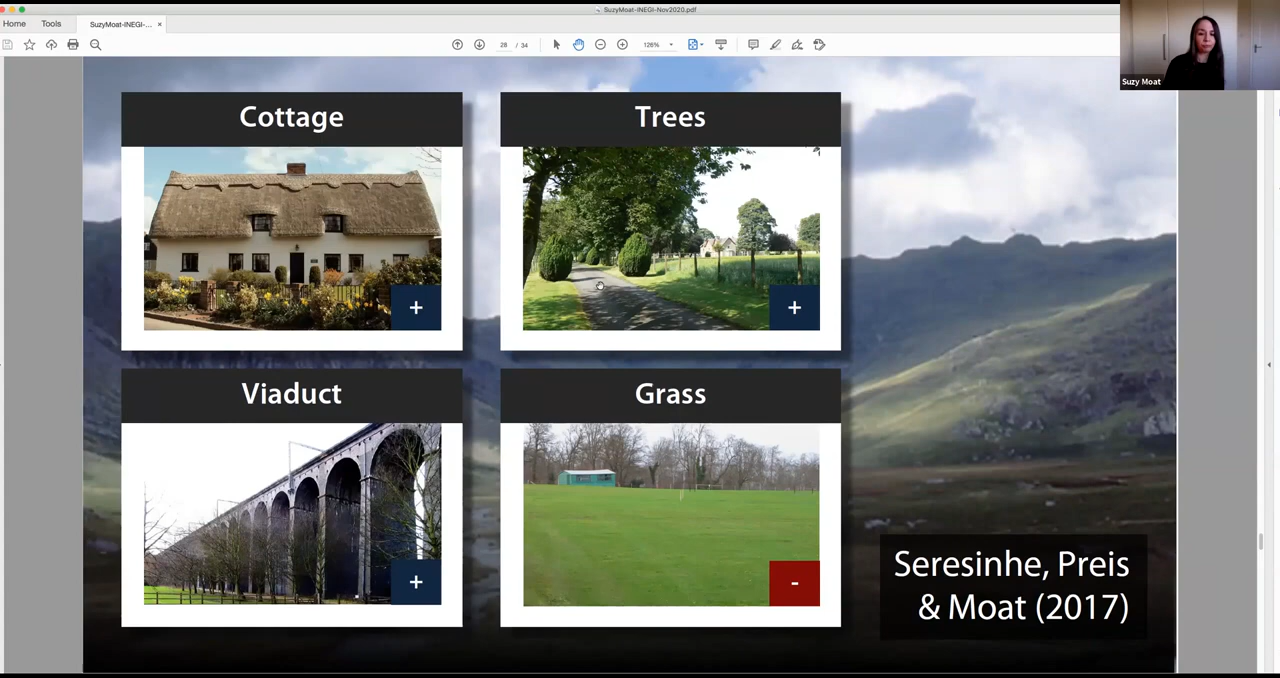 SuzyMoat-INEGI-Nov2020.pdf
Home
Tools
SuzyMoat-INEGI-...
×
28 / 34
126%
Suzy Moat
Cottage
Trees
+
+
Viaduct
Grass
+
-
Seresinhe, Preis
& Moat (2017)